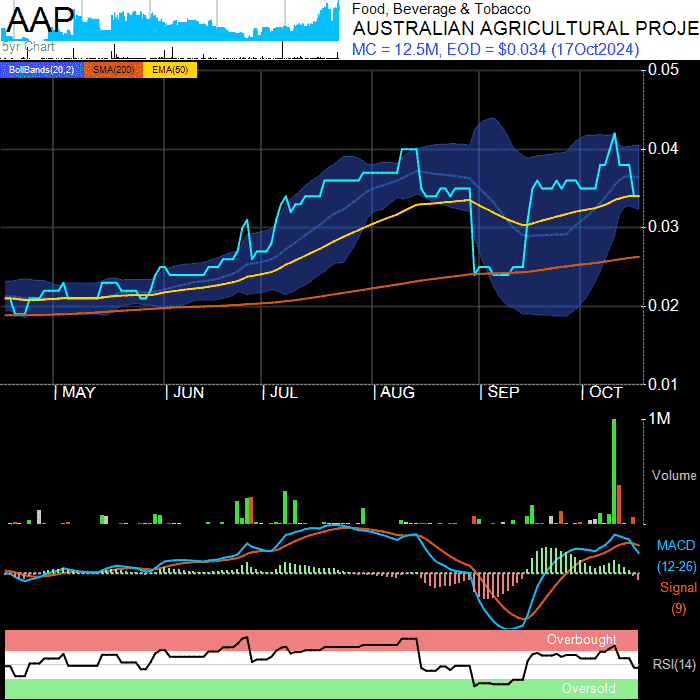 AAP
5yr Chart
Food, Beverage & Tobacco
AUSTRALIAN AGRICULTURAL PROJE
MC = 12.5M, EOD = $0.034 (17Oct2024)
BollBands(20,2) SMA(200) EMA(50)
0.05
0.04
0.03
0.02
0.01
MAY JUN JUL AUG SEP OCT
1M
Volume
MACD
(12-26)
Signal
(9)
Overbought
RSI(14)
Oversold